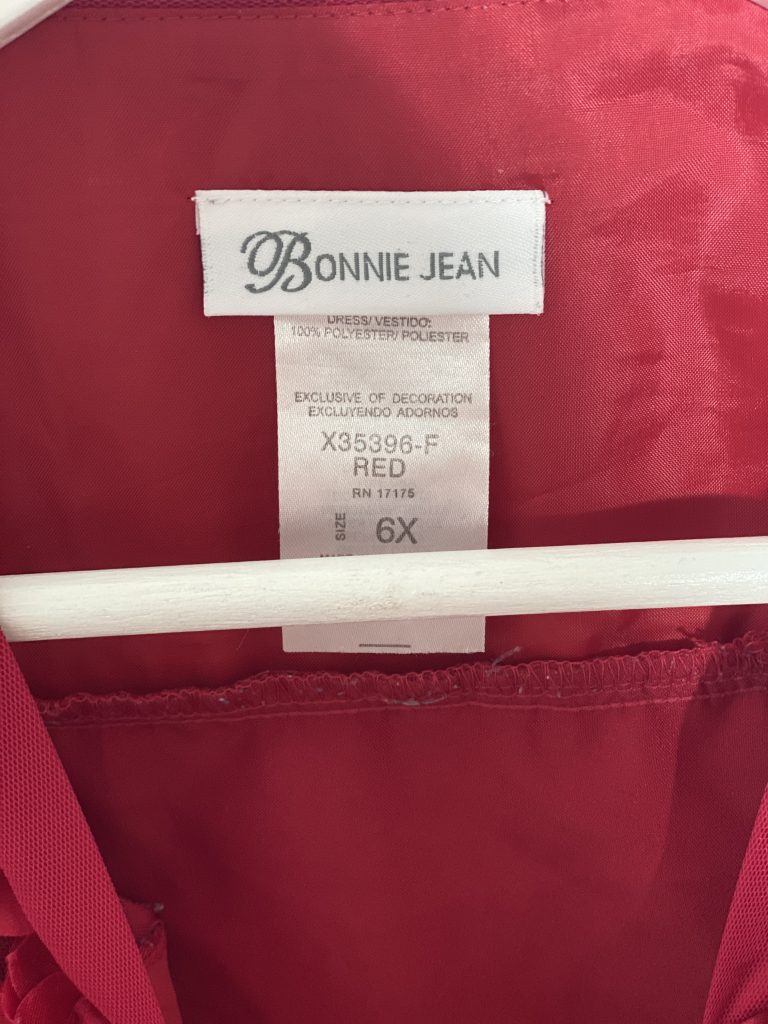 BONNIE JEAN
DRESS/ VESTIDO:
100% POLYESTER/ POLIESTER
EXCLUSIVE OF DECORATION
EXCLUYENDO ADORNOS
X35396-F
RED
RN 17175
SIZE 6X